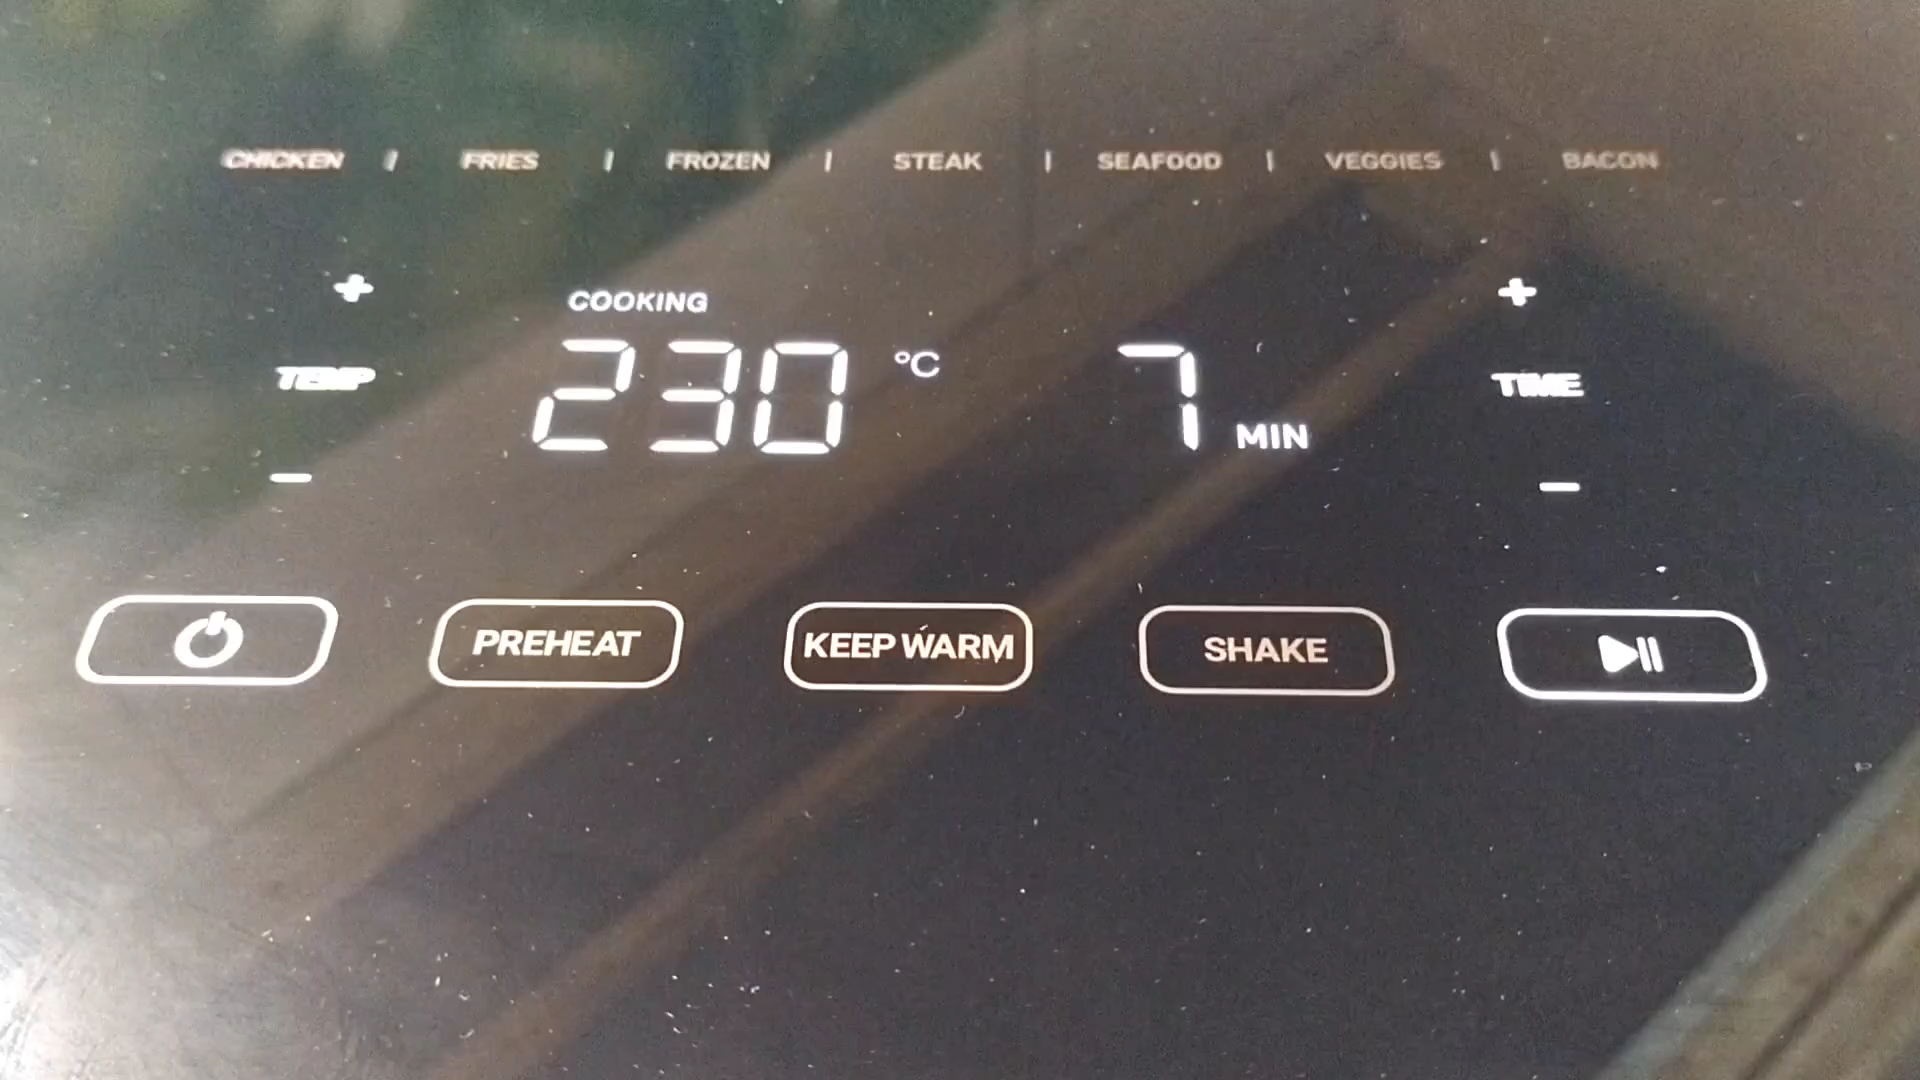 CHICKEN | FRIES | FROZEN | STEAK | SEAFOOD | VEGGIES | BACON
+ COOKING +
TEMP 230 °C 7 MIN TIME
- -
PREHEAT KEEP WARM SHAKE